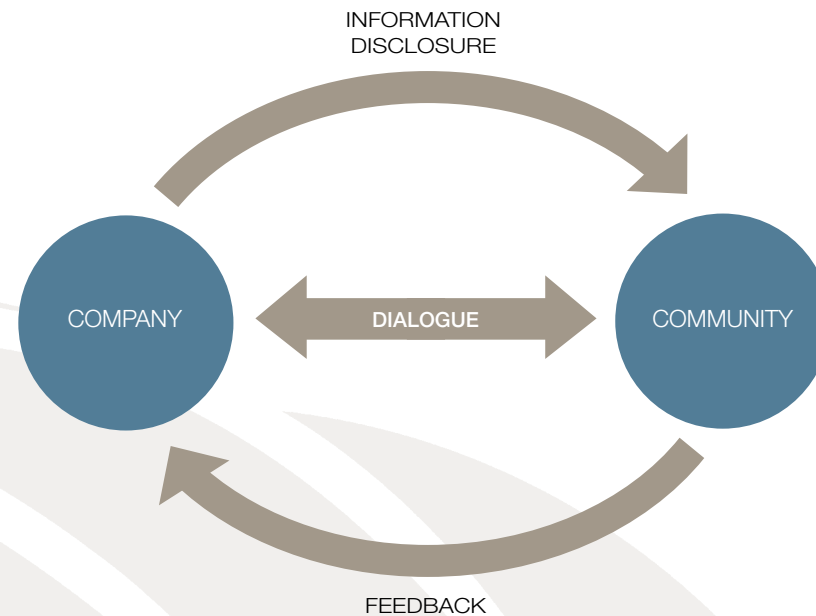 INFORMATION
DISCLOSURE
COMPANY
DIALOGUE
COMMUNITY
FEEDBACK